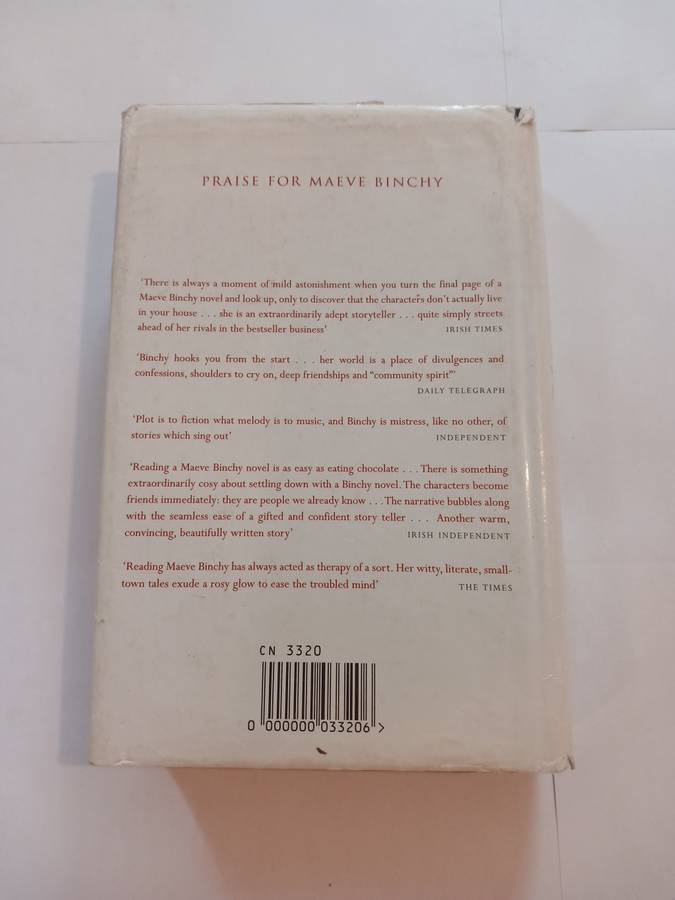 PRAISE FOR MAEVE BINCHY
‘There is always a moment of mild astonishment when you turn the final page of a
Maeve Binchy novel and look up, only to discover that the characters don’t actually live
in your house . . . she is an extraordinarily adept storyteller . . . quite simply streets
ahead of her rivals in the bestseller business’ IRISH TIMES
‘Binchy hooks you from the start . . . her world is a place of divulgences and
confessions, shoulders to cry on, deep friendships and “community spirit”’
DAILY TELEGRAPH
‘Plot is to fiction what melody is to music, and Binchy is mistress, like no other, of
stories which sing out’ INDEPENDENT
‘Reading a Maeve Binchy novel is as easy as eating chocolate . . . There is something
extraordinarily cosy about settling down with a Binchy novel. The characters become
friends immediately: they are people we already know . . . The narrative bubbles along
with the seamless ease of a gifted and confident story teller . . . Another warm,
convincing, beautifully written story’ IRISH INDEPENDENT
‘Reading Maeve Binchy has always acted as therapy of a sort. Her witty, literate, small-
town tales exude a rosy glow to ease the troubled mind’ THE TIMES
CN 3320
0 000000 033206 >